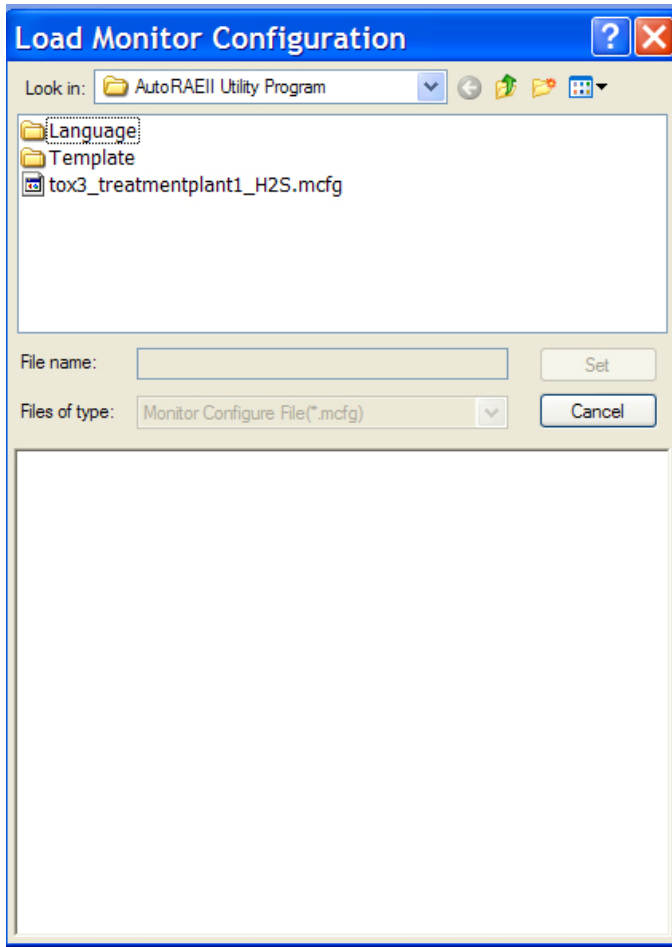 Load Monitor Configuration
Look in: AutoRAEII Utility Program
Language
Template
tox3_treatmentplant1_H2S.mcfg
File name: Set
Files of type: Monitor Configure File(*.mcfg) Cancel